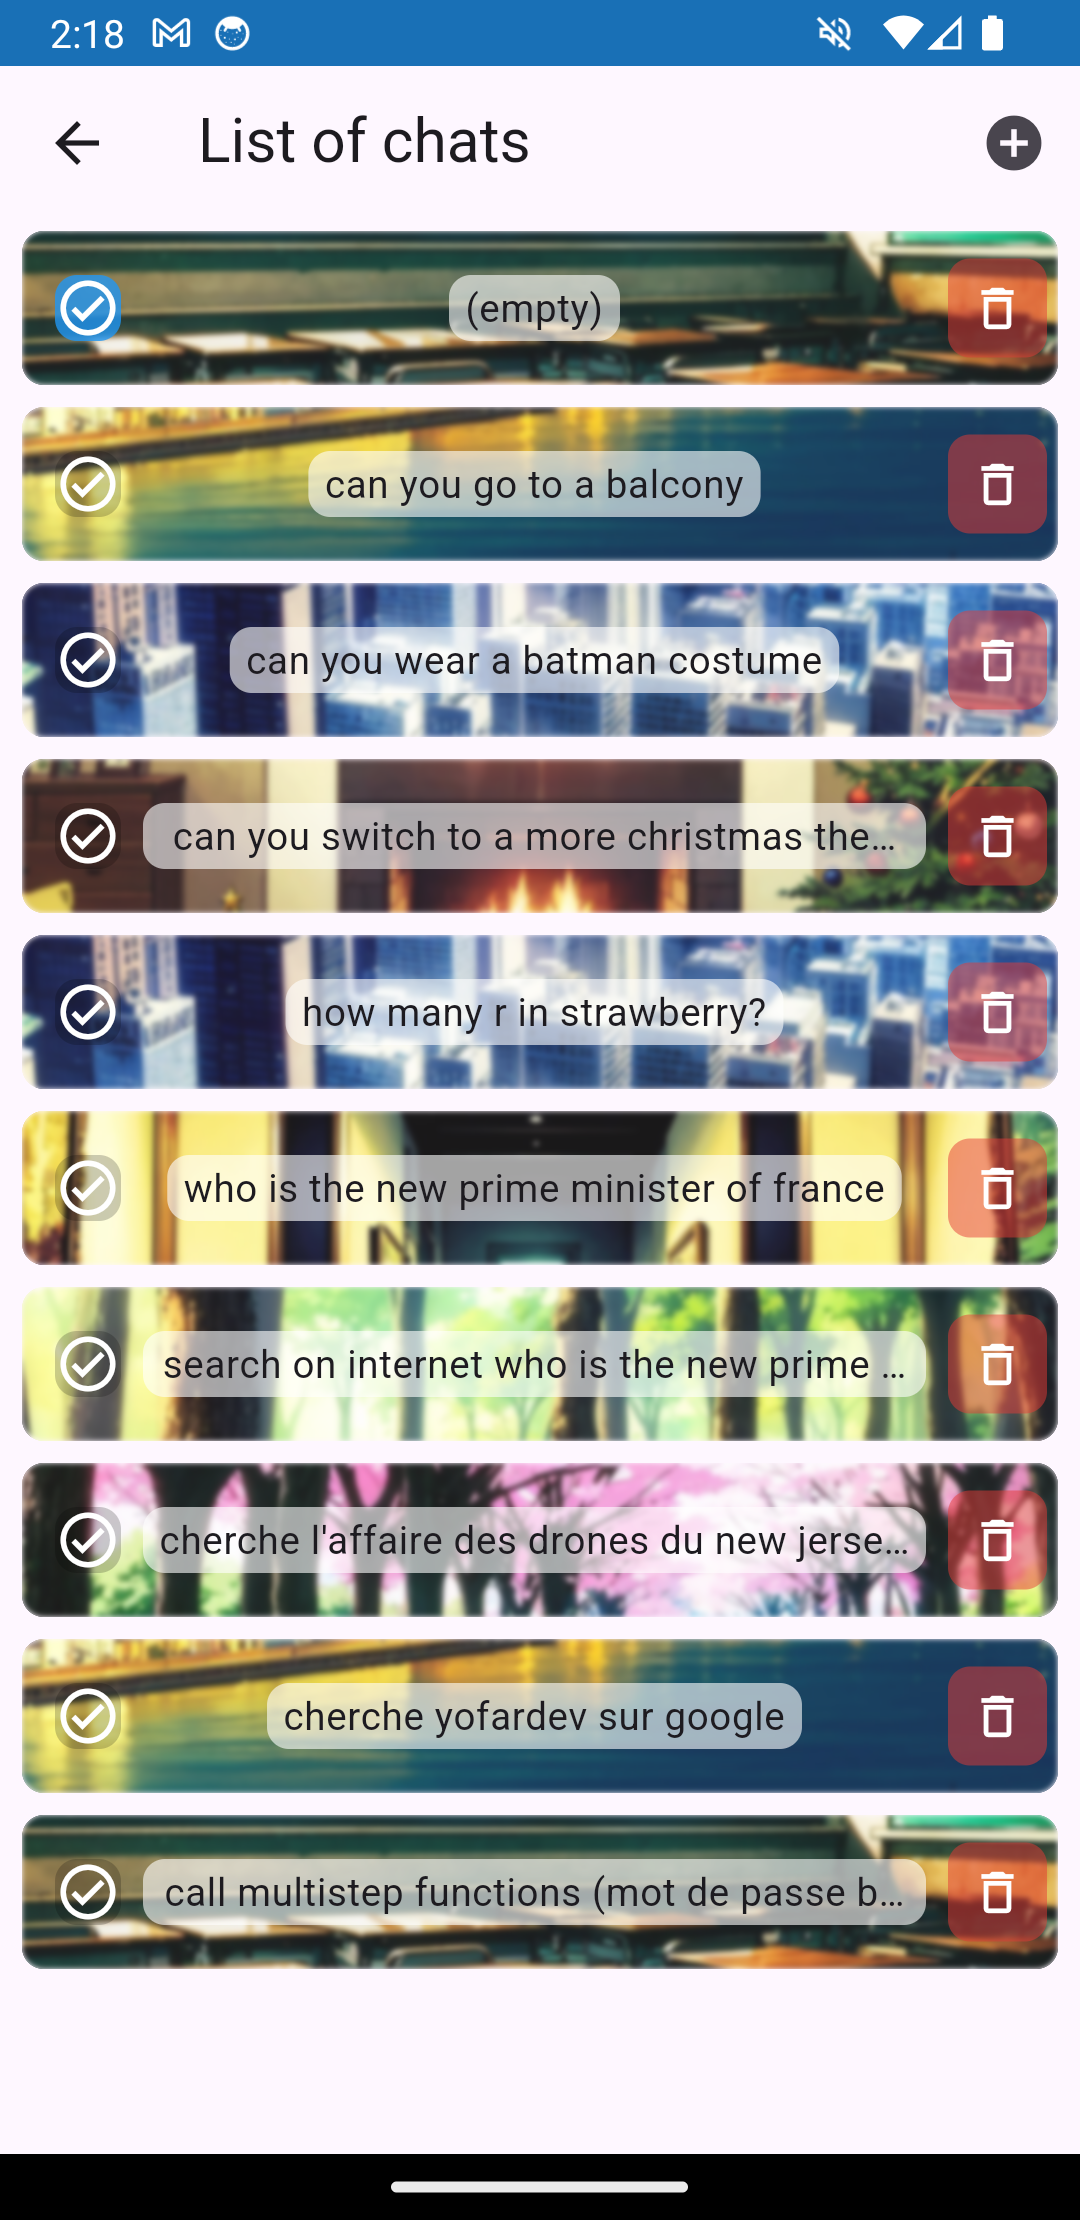 2:18
List of chats
(empty)
can you go to a balcony
can you wear a batman costume
can you switch to a more christmas the...
how many r in strawberry?
who is the new prime minister of france
search on internet who is the new prime ...
cherche l'affaire des drones du new jerse...
cherche yofardev sur google
call multistep functions (mot de passe b...